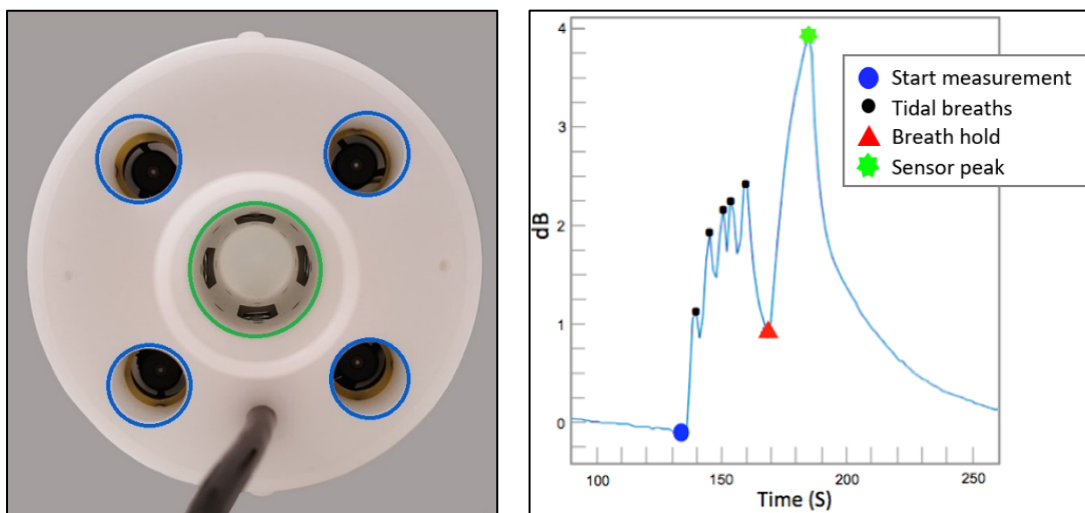 4
3
2
1
0
dB
100
150
200
250
Time (S)
Start measurement
Tidal breaths
Breath hold
Sensor peak